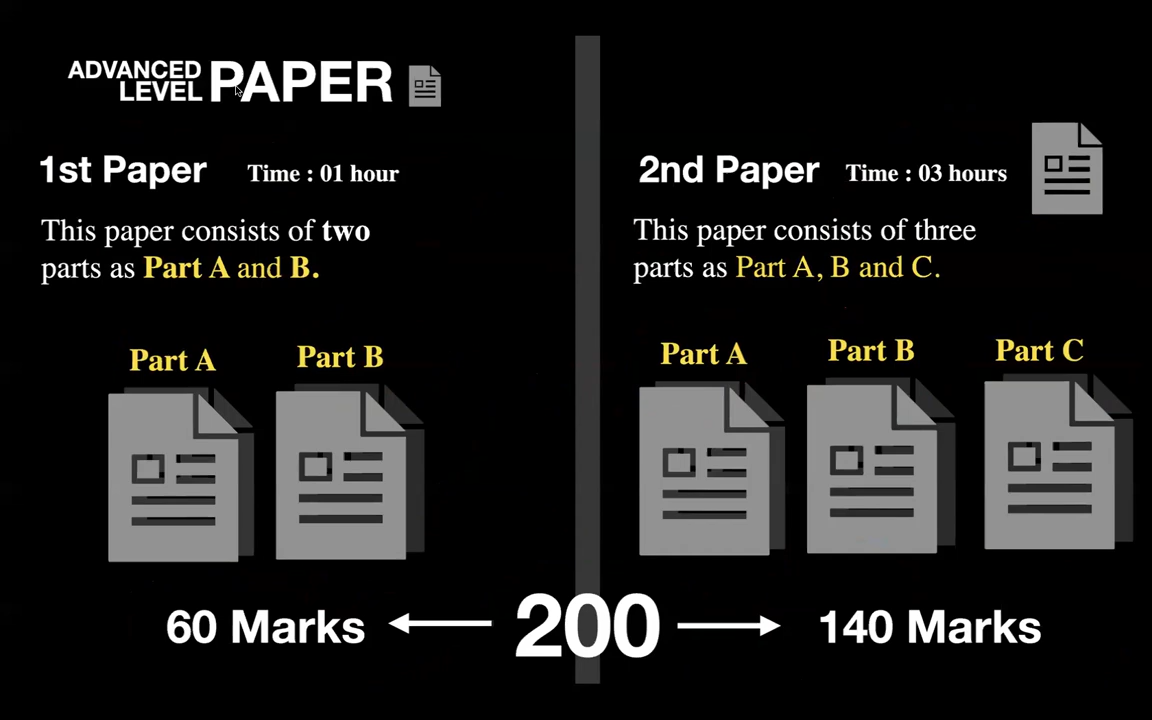 ADVANCED
LEVEL PAPER
1st Paper Time : 01 hour
This paper consists of two
parts as Part A and B.
Part A Part B
2nd Paper Time : 03 hours
This paper consists of three
parts as Part A, B and C.
Part A Part B Part C
60 Marks 200 140 Marks